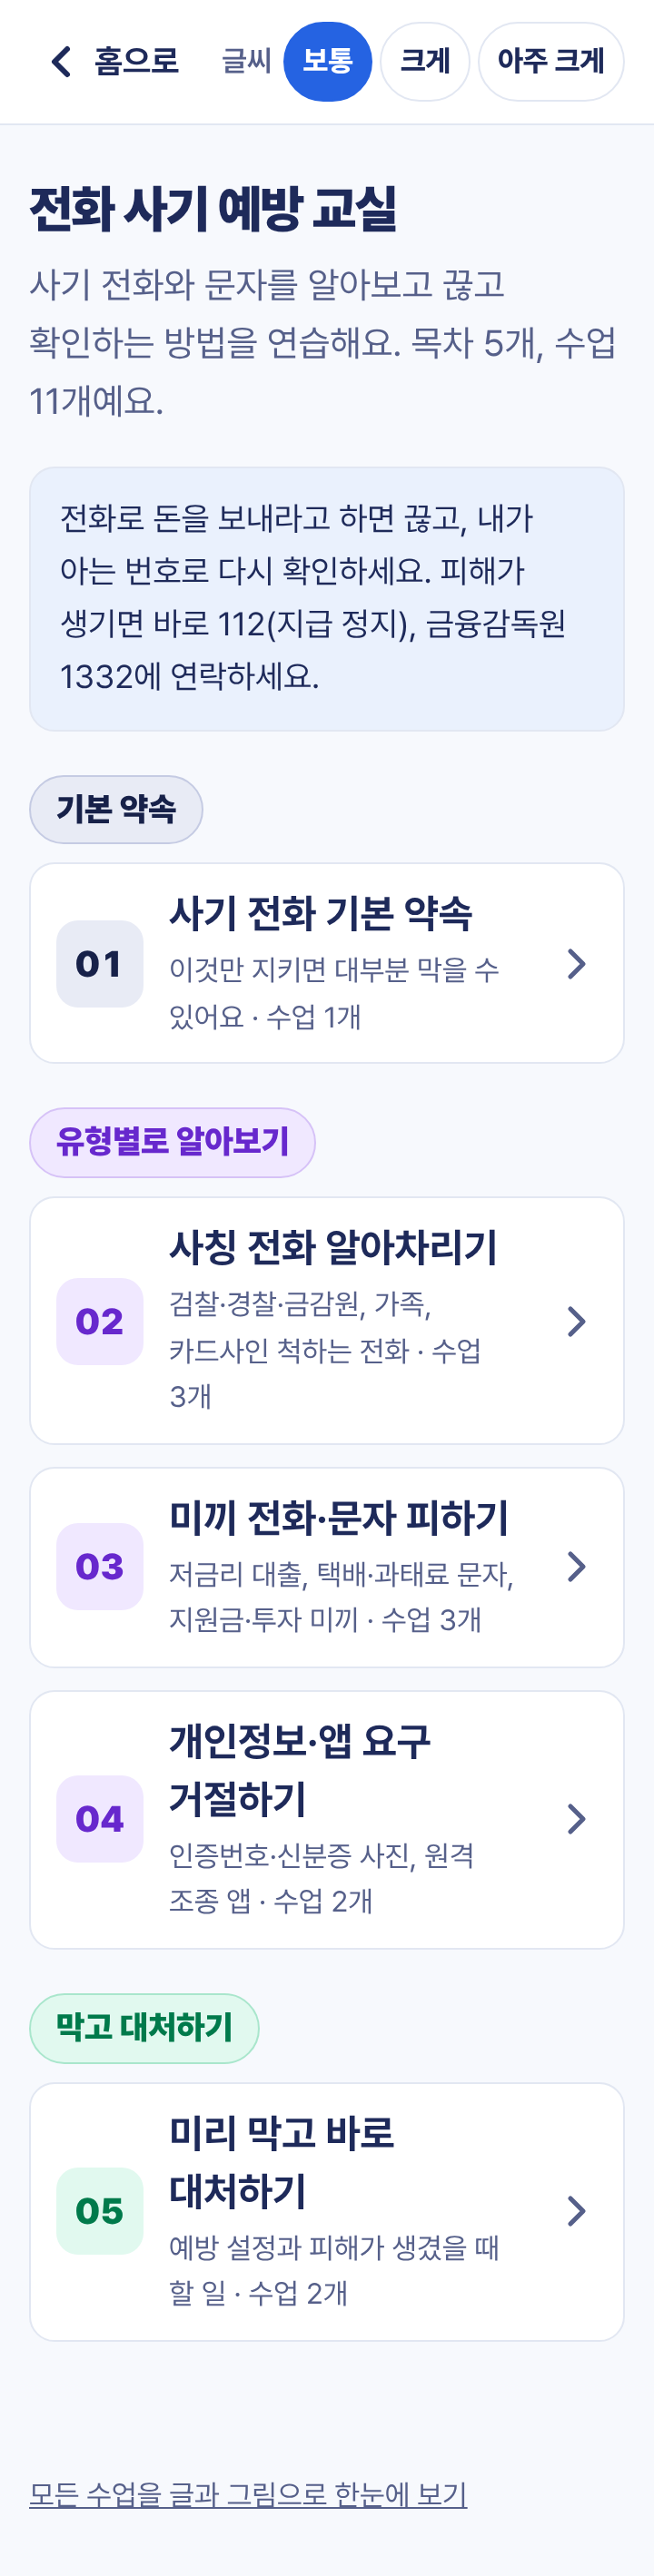 홈으로
글씨
보통
크게
아주 크게
전화 사기 예방 교실
사기 전화와 문자를 알아보고 끊고
확인하는 방법을 연습해요. 목차 5개, 수업
11개예요.
전화로 돈을 보내라고 하면 끊고, 내가
아는 번호로 다시 확인하세요. 피해가
생기면 바로 112(지급 정지), 금융감독원
1332에 연락하세요.
기본 약속
01
사기 전화 기본 약속
이것만 지키면 대부분 막을 수
있어요 · 수업 1개
유형별로 알아보기
02
사칭 전화 알아차리기
검찰·경찰·금감원, 가족,
카드사인 척하는 전화 · 수업
3개
03
미끼 전화·문자 피하기
저금리 대출, 택배·과태료 문자,
지원금·투자 미끼 · 수업 3개
04
개인정보·앱 요구
거절하기
인증번호·신분증 사진, 원격
조종 앱 · 수업 2개
막고 대처하기
05
미리 막고 바로
대처하기
예방 설정과 피해가 생겼을 때
할 일 · 수업 2개
모든 수업을 글과 그림으로 한눈에 보기